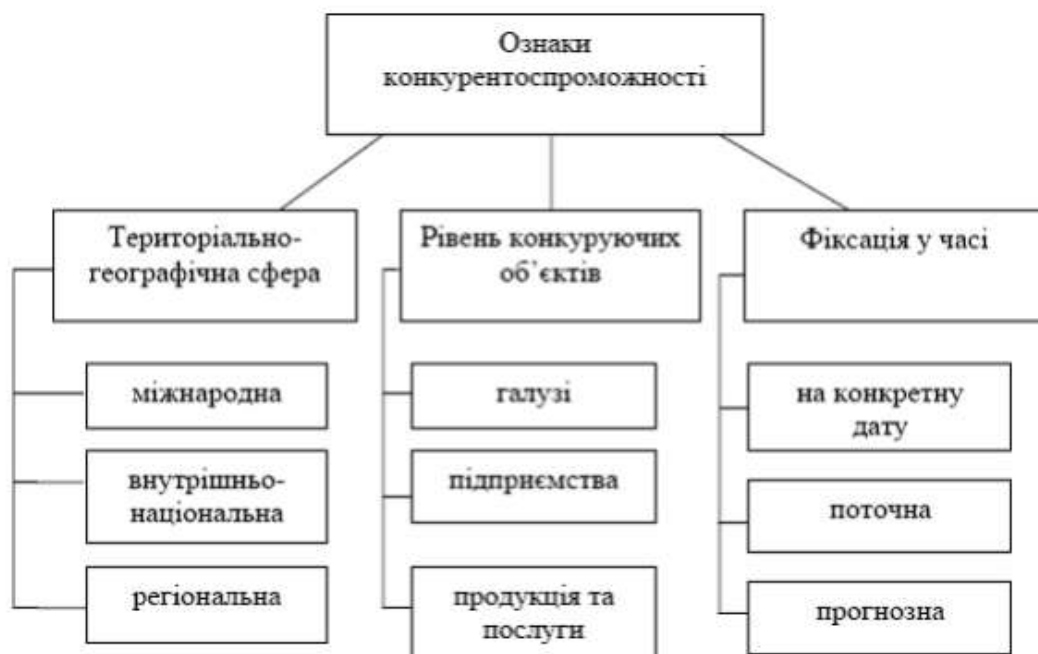 Ознаки
конкурентоспроможності
Територіально-
географічна сфера
Рівень конкуруючих
об’єктів
Фіксація у часі
міжнародна
внутрішньо-
національна
регіональна
галузі
підприємства
продукція та
послуги
на конкретну
дату
поточна
прогнозна